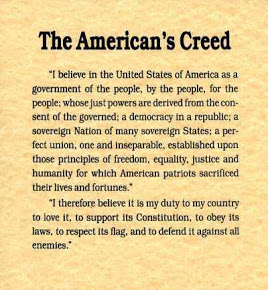 The American's Creed
"I believe in the United States of America as a
government of the people, by the people, for the
people; whose just powers are derived from the con-
sent of the governed; a democracy in a republic; a
sovereign Nation of many sovereign States; a per-
fect union, one and inseparable, established upon
those principles of freedom, equality, justice and
humanity for which American patriots sacrificed
their lives and fortunes."
"I therefore believe it is my duty to my country
to love it, to support its Constitution, to obey its
laws, to respect its flag, and to defend it against all
enemies."